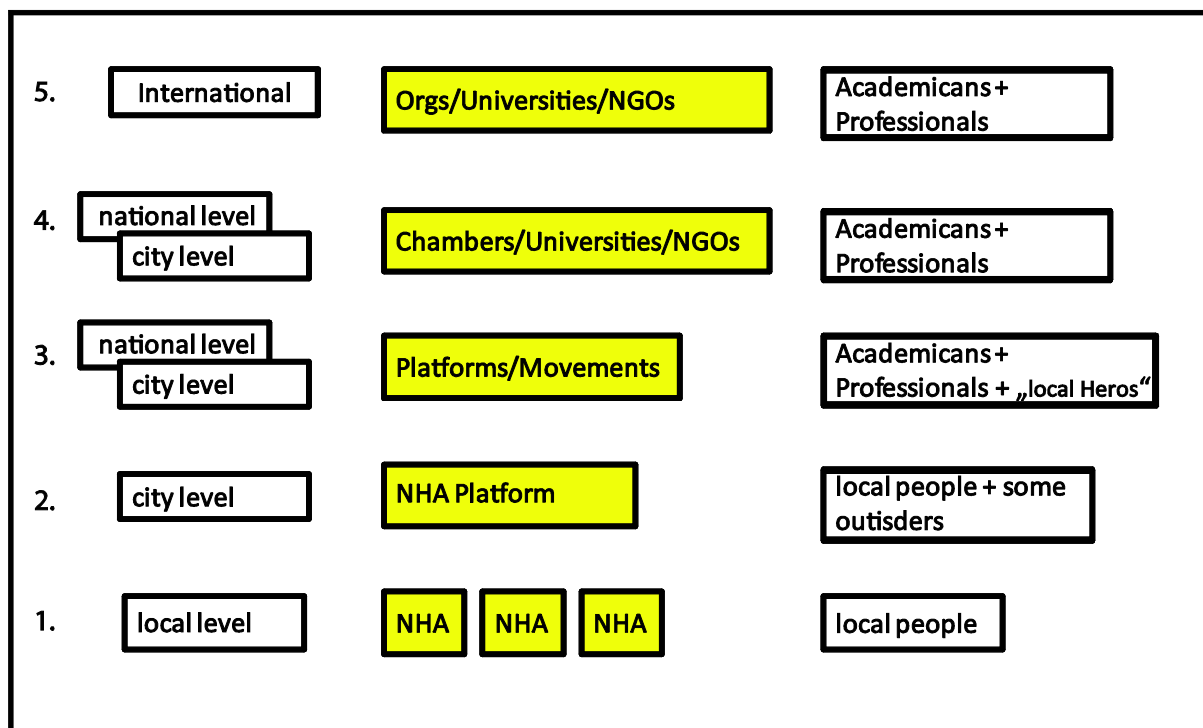 5.
International
Orgs/Universities/NGOs
Academicans +
Professionals
4.
national level
city level
Chambers/Universities/NGOs
Academicans +
Professionals
3.
national level
city level
Platforms/Movements
Academicans +
Professionals + „local Heros“
2.
city level
NHA Platform
local people + some
outisders
1.
local level
NHA
NHA
NHA
local people